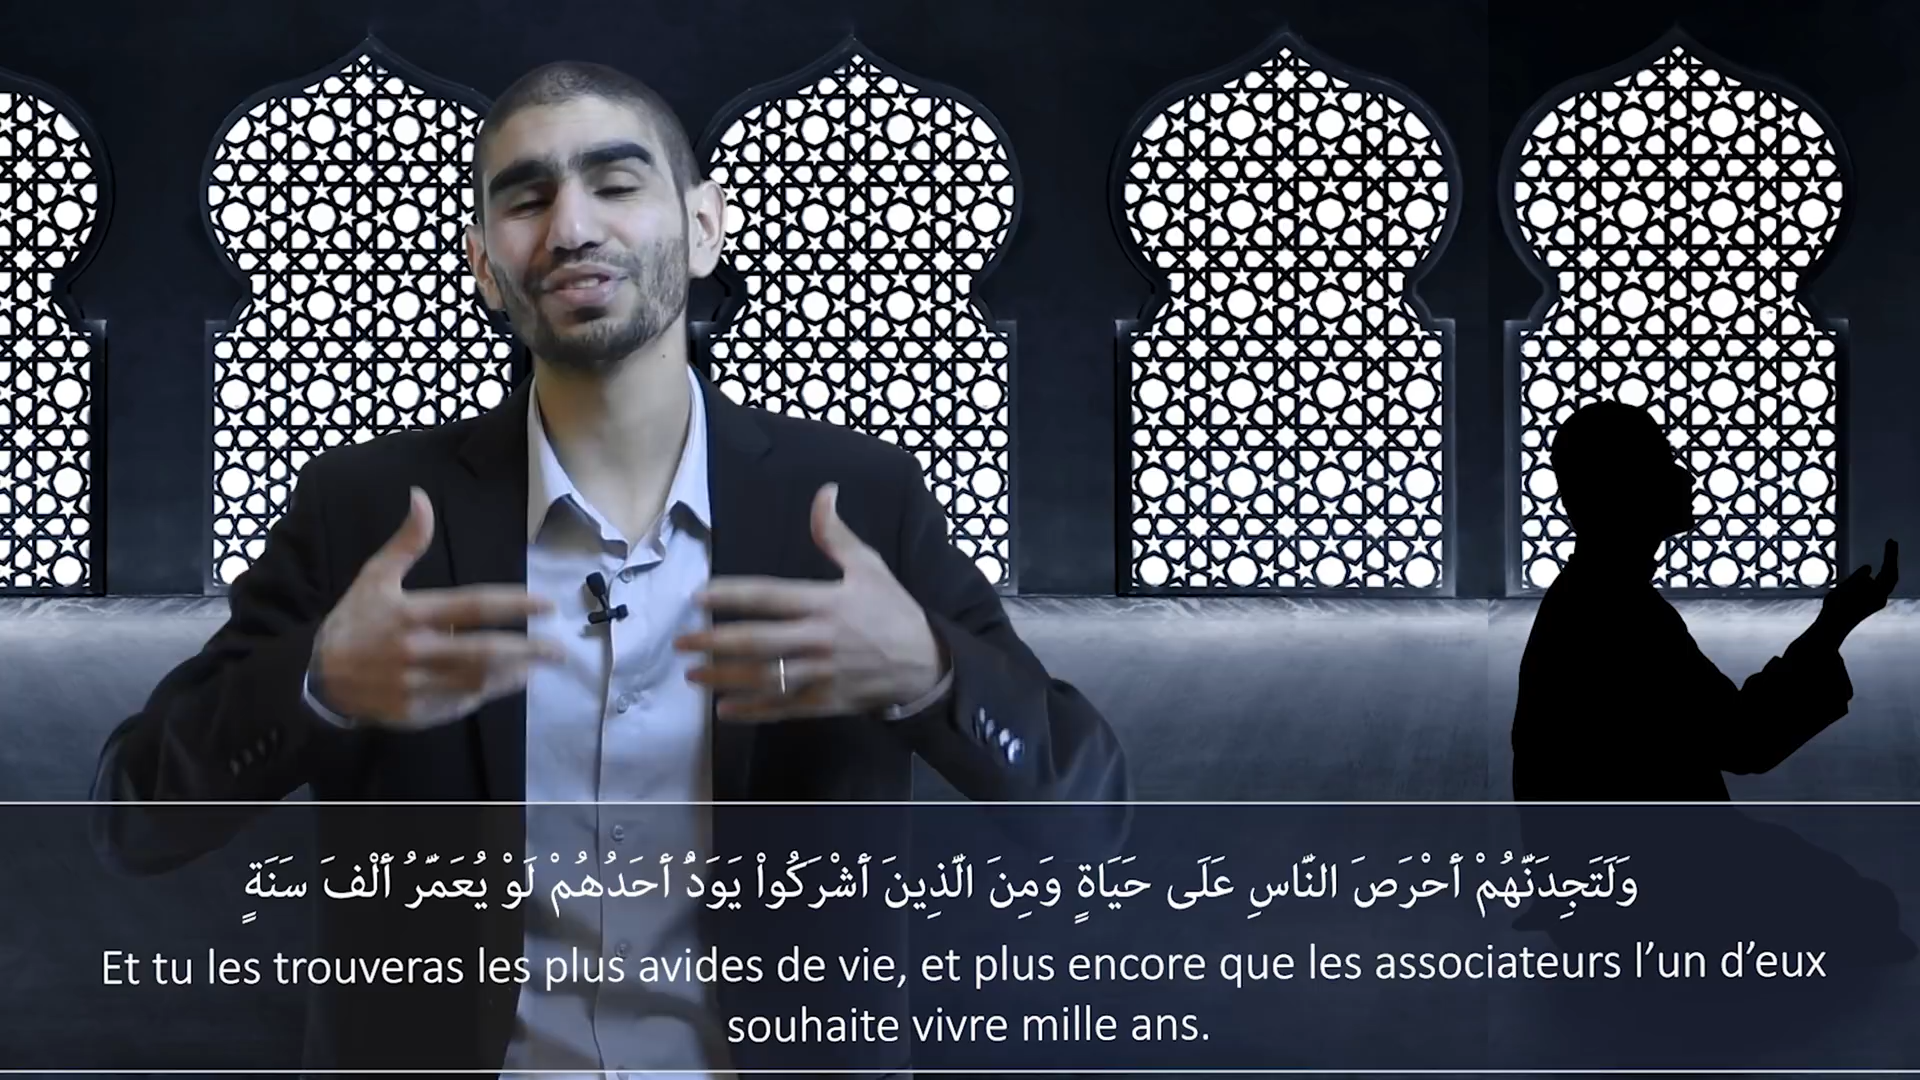 وَلَتَجِدَنَّهُمْ أَحْرَصَ النَّاسِ عَلَى حَيَاةٍ وَمِنَ الَّذِينَ أَشْرَكُواْ يَوَدُّ أَحَدُهُمْ لَوْ يُعَمَّرُ أَلْفَ سَنَةٍ
Et tu les trouveras les plus avides de vie, et plus encore que les associateurs l’un d’eux
souhaite vivre mille ans.